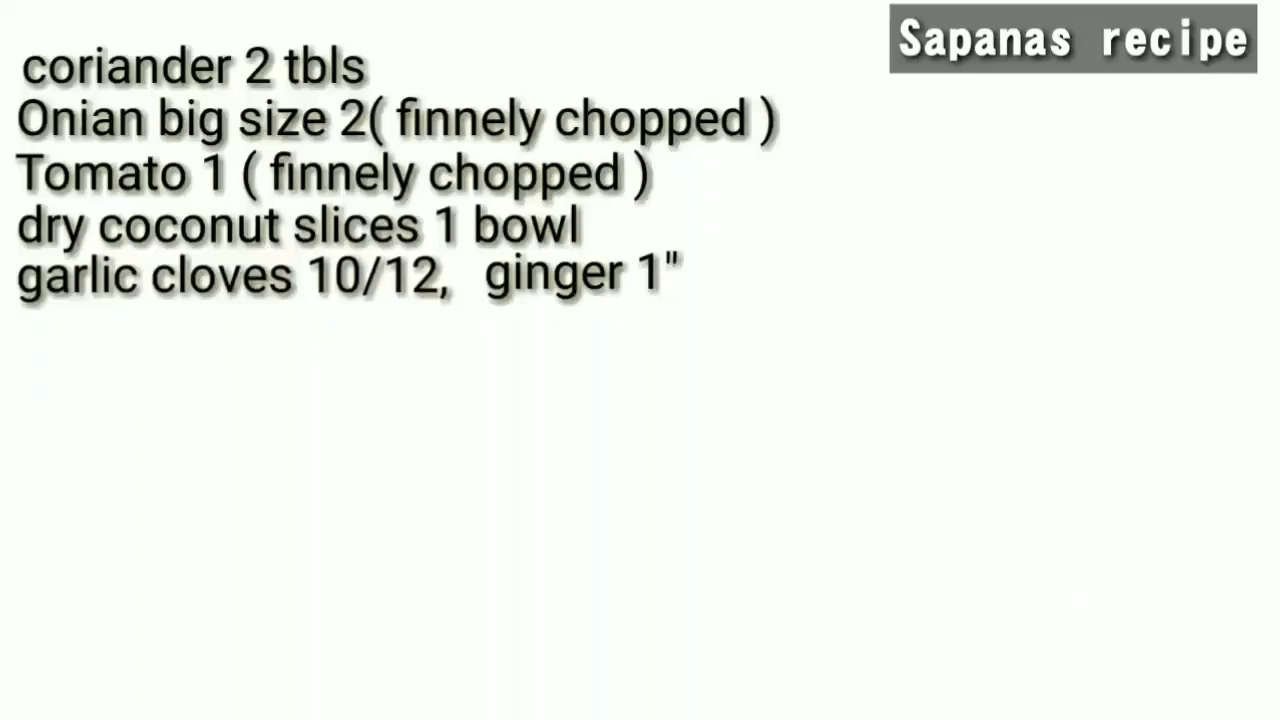 Sapanas recipe
coriander 2 tbls
Onian big size 2( finnely chopped )
Tomato 1 ( finnely chopped )
dry coconut slices 1 bowl
garlic cloves 10/12, ginger 1"